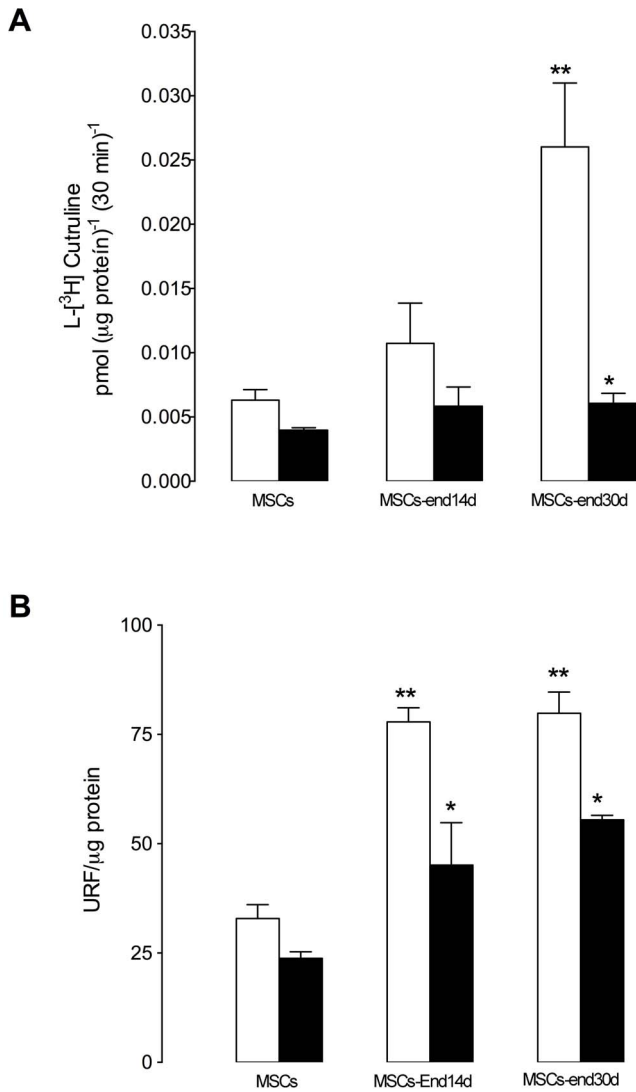 A
0.035
0.030
0.025
0.020
0.015
0.010
0.005
0.000
L-[³H] Cutruline
pmol (µg proteín)⁻¹ (30 min)⁻¹
**
*
MSCs
MSCs-end14d
MSCs-end30d
B
100
75
50
25
0
URF/µg protein
**
*
**
*
MSCs
MSCs-End14d
MSCs-end30d